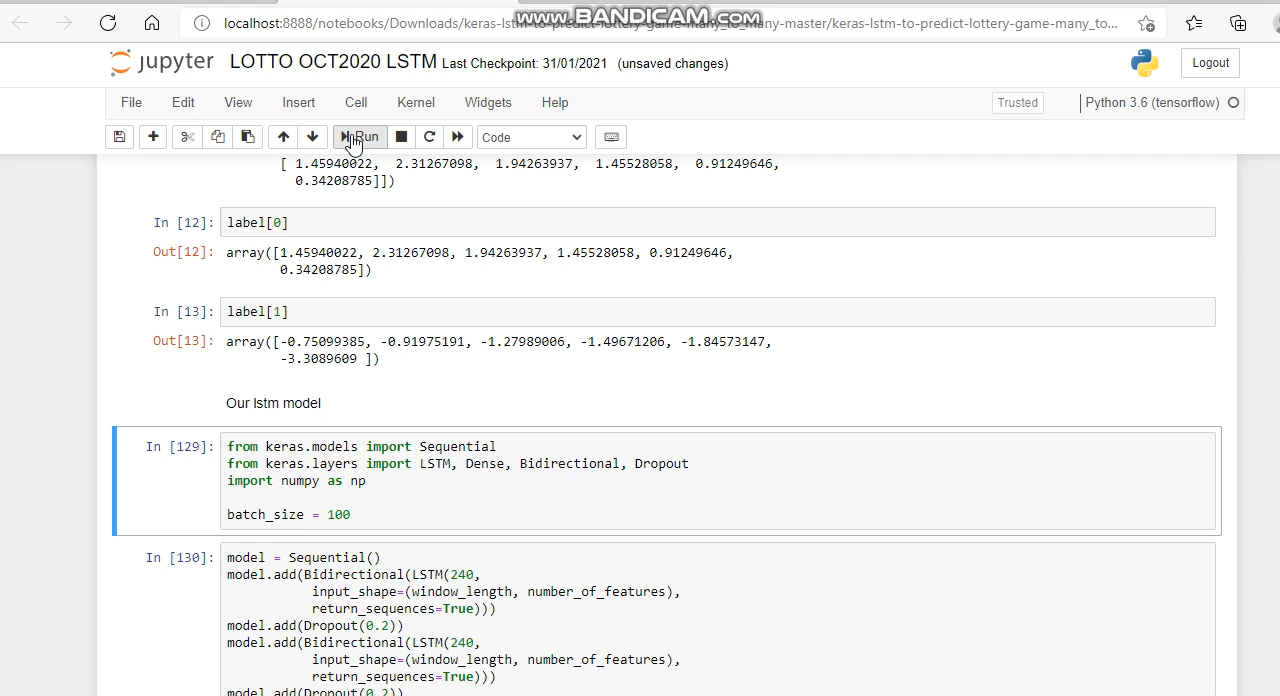 www.BANDICAM.com
localhost:8888/notebooks/Downloads/keras-lstm-to-predict-lottery-game-many_to_many-master/keras-lstm-to-predict-lottery-game-many_to...
jupyter LOTTO OCT2020 LSTM Last Checkpoint: 31/01/2021 (unsaved changes)
Logout
File Edit View Insert Cell Kernel Widgets Help
Trusted
Python 3.6 (tensorflow)
Run
Code
[ 1.45940022, 2.31267098, 1.94263937, 1.45528058, 0.91249646,
0.34208785]])
In [12]: label[0]
Out[12]: array([1.45940022, 2.31267098, 1.94263937, 1.45528058, 0.91249646,
0.34208785])
In [13]: label[1]
Out[13]: array([-0.75099385, -0.91975191, -1.27989006, -1.49671206, -1.84573147,
-3.3089609 ])
Our lstm model
In [129]: from keras.models import Sequential
from keras.layers import LSTM, Dense, Bidirectional, Dropout
import numpy as np
batch_size = 100
In [130]: model = Sequential()
model.add(Bidirectional(LSTM(240,
input_shape=(window_length, number_of_features),
return_sequences=True)))
model.add(Dropout(0.2))
model.add(Bidirectional(LSTM(240,
input_shape=(window_length, number_of_features),
return_sequences=True)))
model.add(Dropout(0.2))